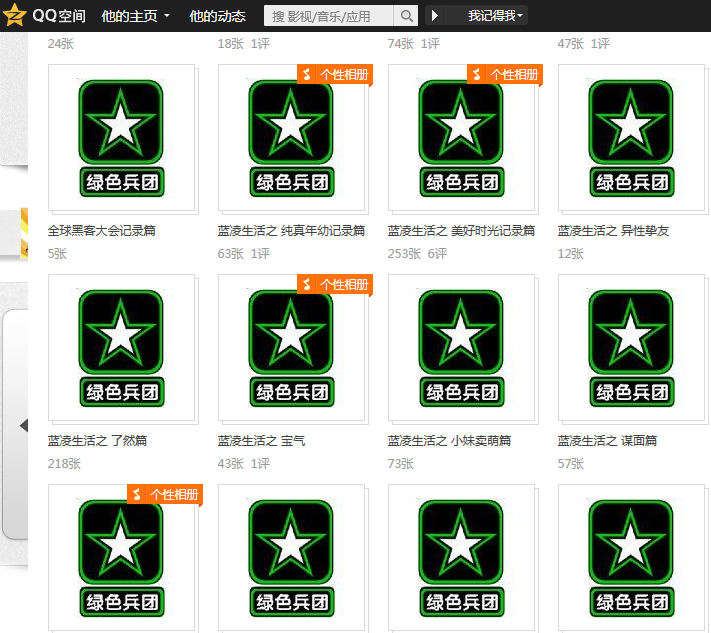 QQ空间 他的主页 他的动态 搜 影视/音乐/应用 我记得我
24张 18张 1评 74张 1评 47张 1评
个性相册 个性相册
绿色兵团 绿色兵团 绿色兵团 绿色兵团
全球黑客大会记录篇 蓝凌生活之 纯真年幼记录篇 蓝凌生活之 美好时光记录篇 蓝凌生活之 异性挚友
5张 63张 1评 253张 6评 12张
个性相册
绿色兵团 绿色兵团 绿色兵团 绿色兵团
蓝凌生活之 了然篇 蓝凌生活之 宝气 蓝凌生活之 小妹卖萌篇 蓝凌生活之 谋面篇
218张 43张 1评 73张 57张
个性相册
绿色兵团 绿色兵团 绿色兵团 绿色兵团